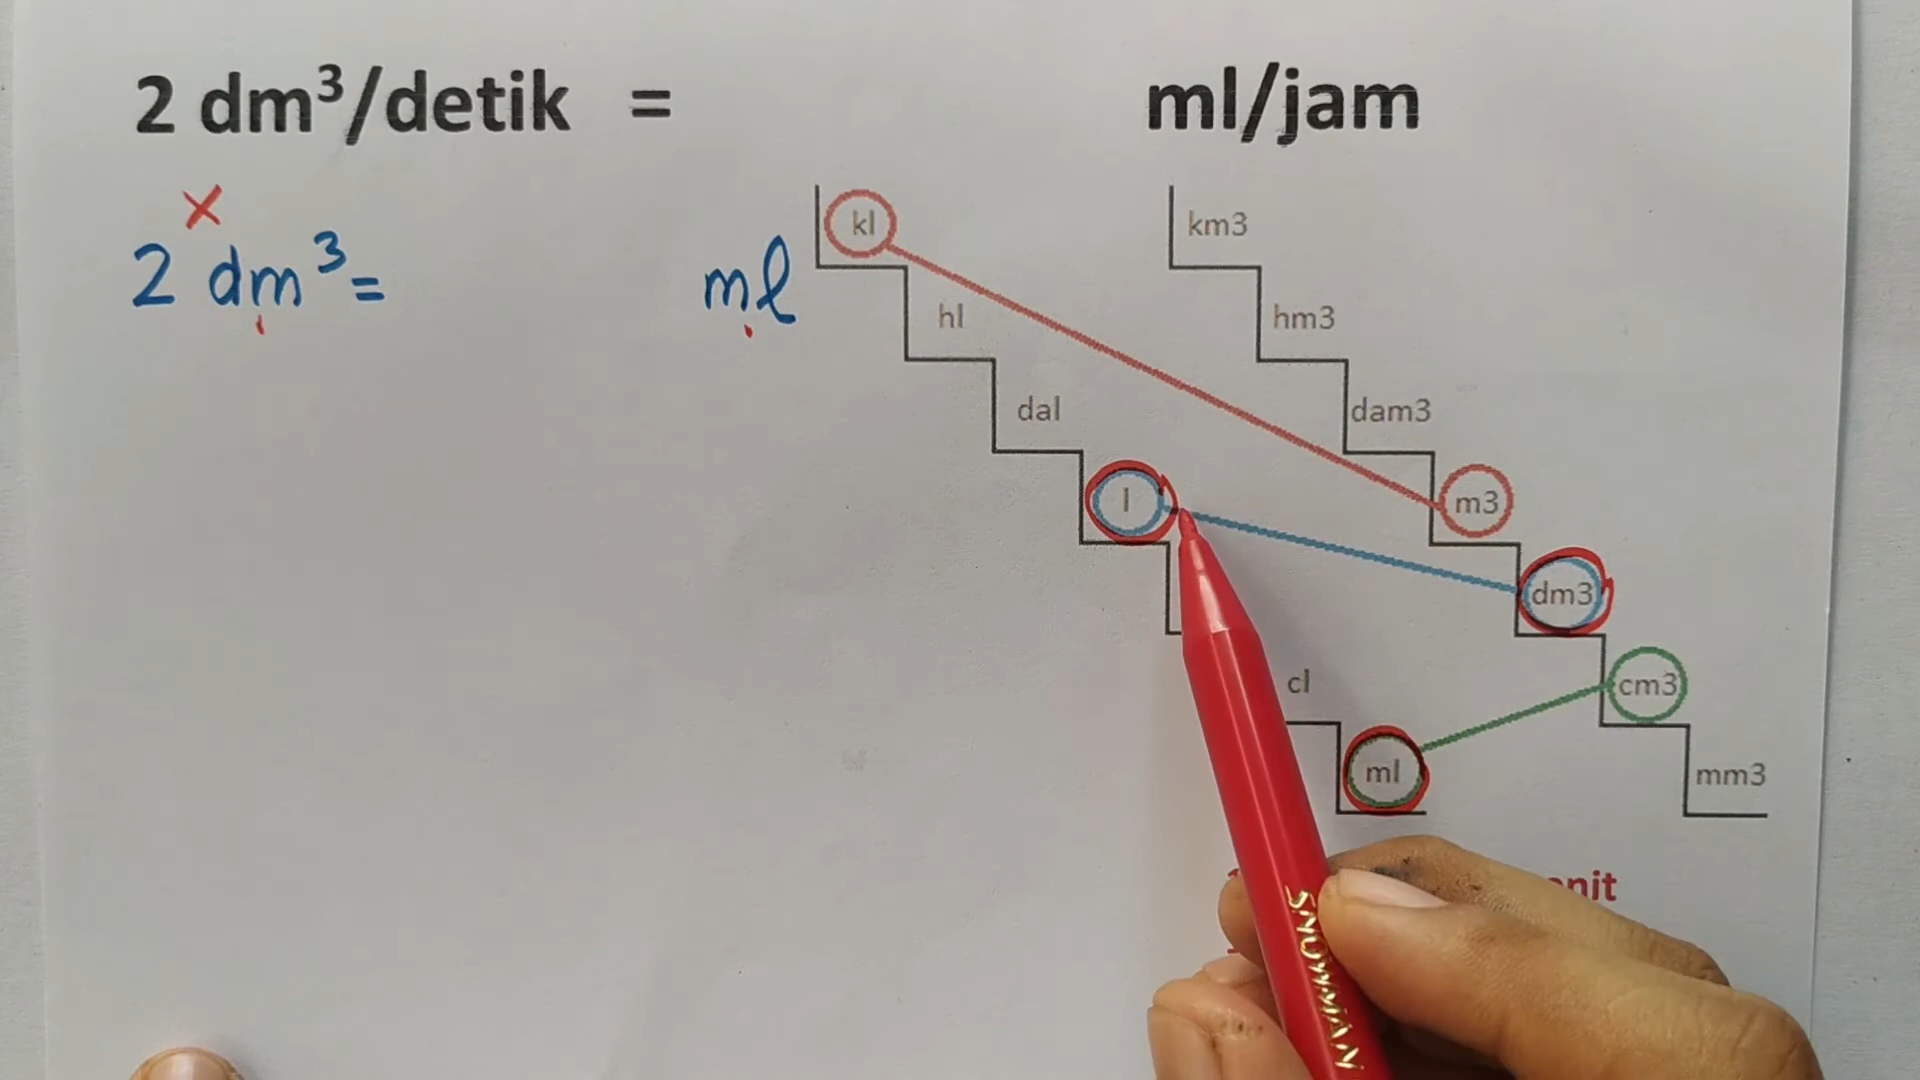 2 dm³/detik = ml/jam
x
2 dm³ = ml
kl
km3
hl
hm3
dal
dam3
l
m3
dm3
cl
cm3
ml
mm3
SNOWMAN